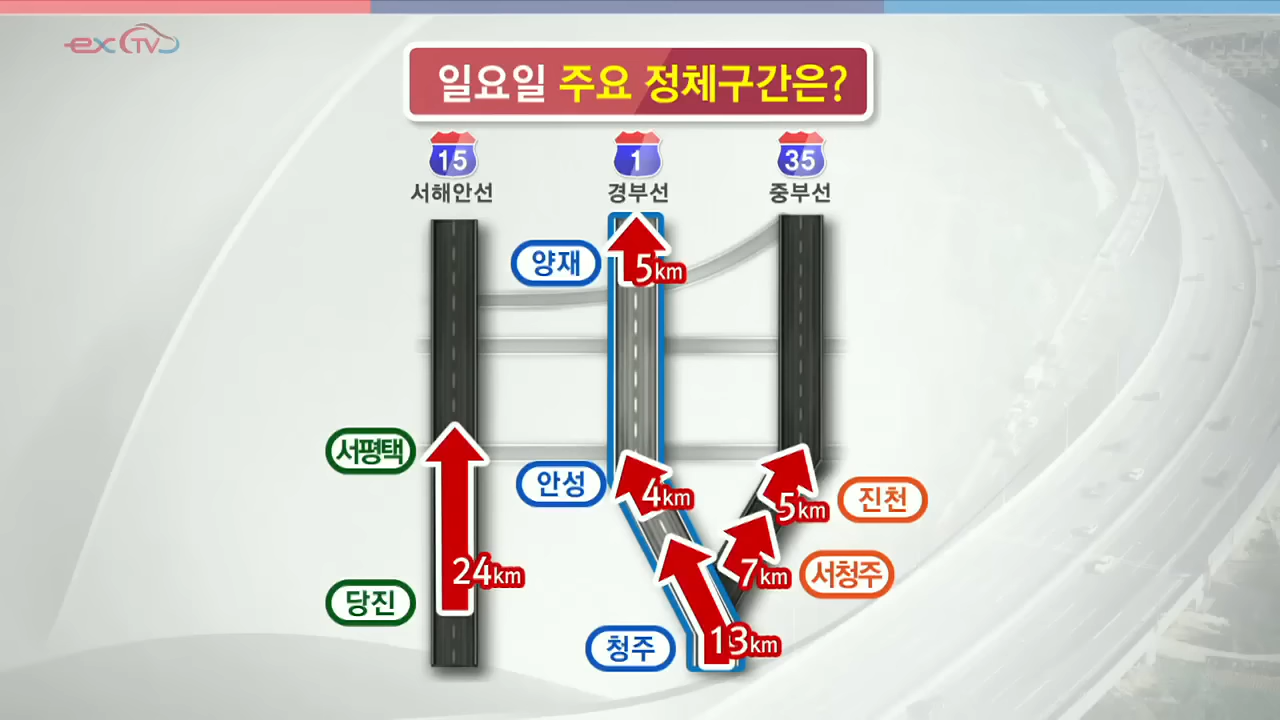 ex TV
일요일 주요 정체구간은?
15
1
35
서해안선
경부선
중부선
양재
5km
서평택
안성
4km
5km
진천
24km
7km
서청주
당진
청주
13km